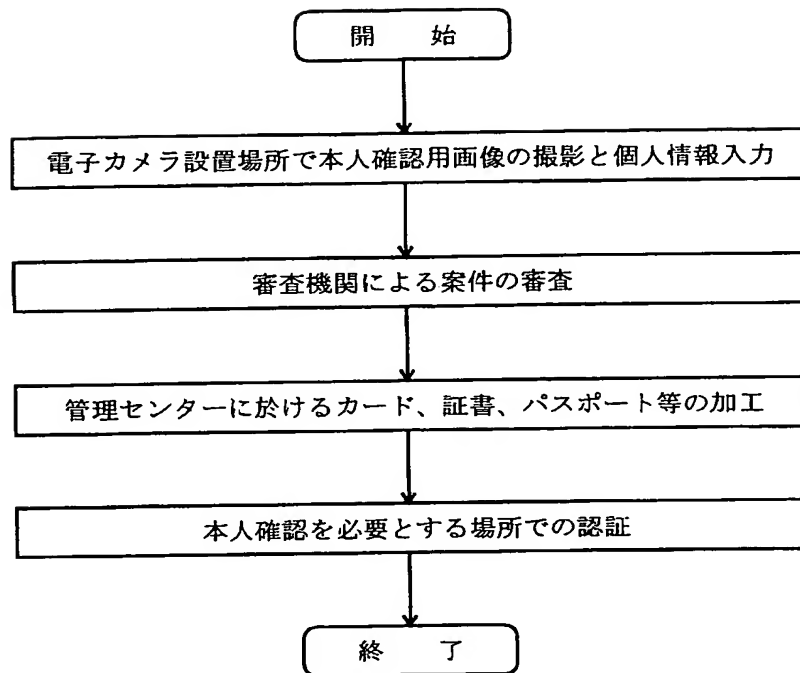 開　始
電子カメラ設置場所で本人確認用画像の撮影と個人情報入力
審査機関による案件の審査
管理センターに於けるカード、証書、パスポート等の加工
本人確認を必要とする場所での認証
終　了